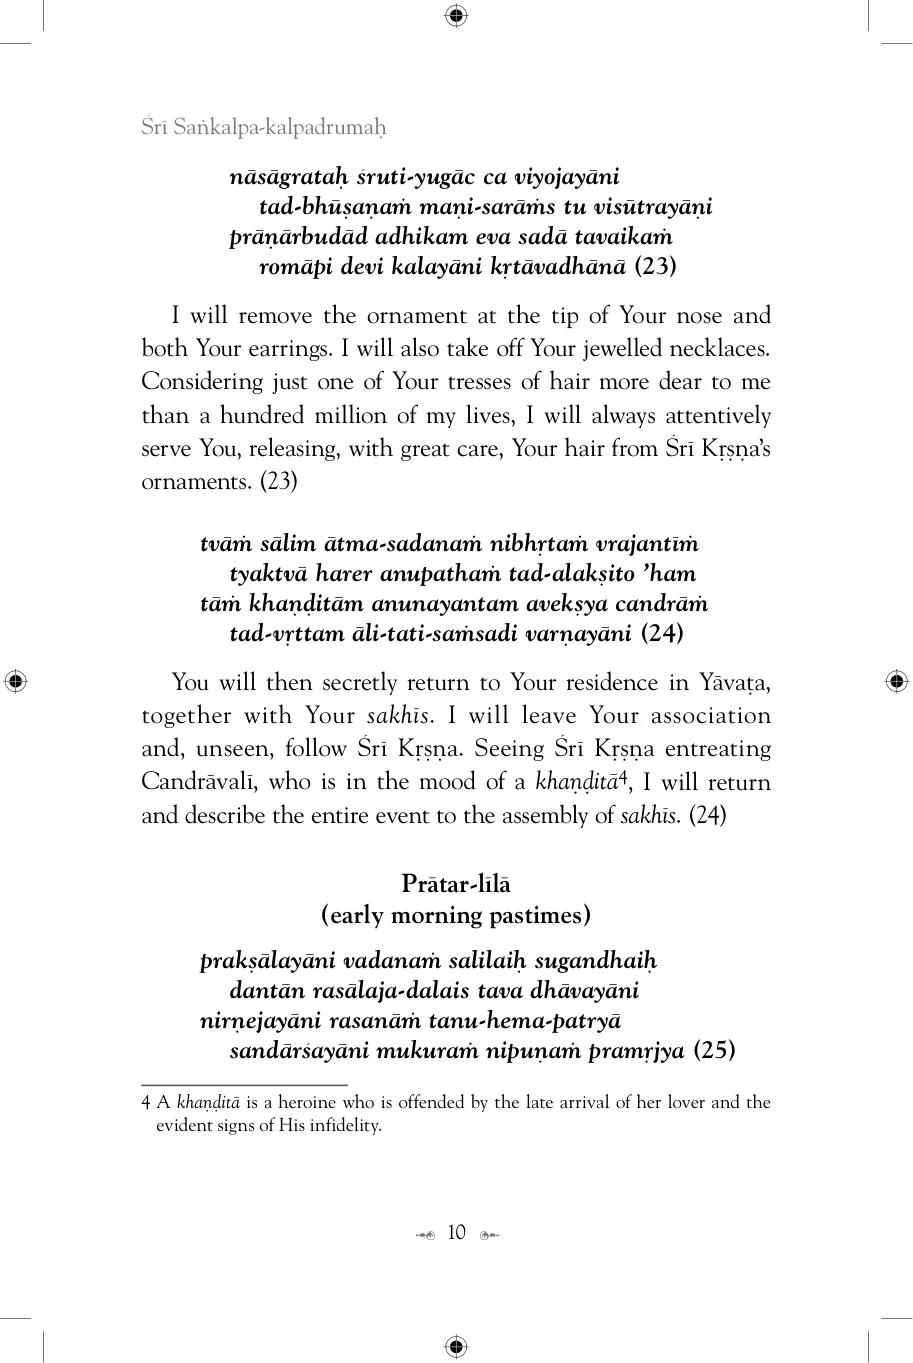 Śrī Saṅkalpa-kalpadrumaḥ
nāsāgrataḥ śruti-yugāc ca viyojayāni
tad-bhūṣaṇaṁ maṇi-sarāṁs tu visūtrayāṇi
prāṇārbudād adhikam eva sadā tavaikaṁ
romāpi devi kalayāni kṛtāvadhānā (23)
I will remove the ornament at the tip of Your nose and
both Your earrings. I will also take off Your jewelled necklaces.
Considering just one of Your tresses of hair more dear to me
than a hundred million of my lives, I will always attentively
serve You, releasing, with great care, Your hair from Śrī Kṛṣṇa’s
ornaments. (23)
tvāṁ sālim ātma-sadanaṁ nibhṛtaṁ vrajantīṁ
tyaktvā harer anupathaṁ tad-alakṣito ’ham
tāṁ khaṇḍitām anunayantam avekṣya candrāṁ
tad-vṛttam āli-tati-saṁsadi varṇayāni (24)
You will then secretly return to Your residence in Yāvaṭa,
together with Your sakhīs. I will leave Your association
and, unseen, follow Śrī Kṛṣṇa. Seeing Śrī Kṛṣṇa entreating
Candrāvalī, who is in the mood of a khaṇḍitā4, I will return
and describe the entire event to the assembly of sakhīs. (24)
Prātar-līlā
(early morning pastimes)
prakṣālayāni vadanaṁ salilaiḥ sugandhaiḥ
dantān rasālaja-dalais tava dhāvayāni
nirṇejayāni rasanāṁ tanu-hema-patryā
sandārśayāni mukuraṁ nipuṇaṁ pramṛjya (25)
4 A khaṇḍitā is a heroine who is offended by the late arrival of her lover and the
evident signs of His infidelity.
10